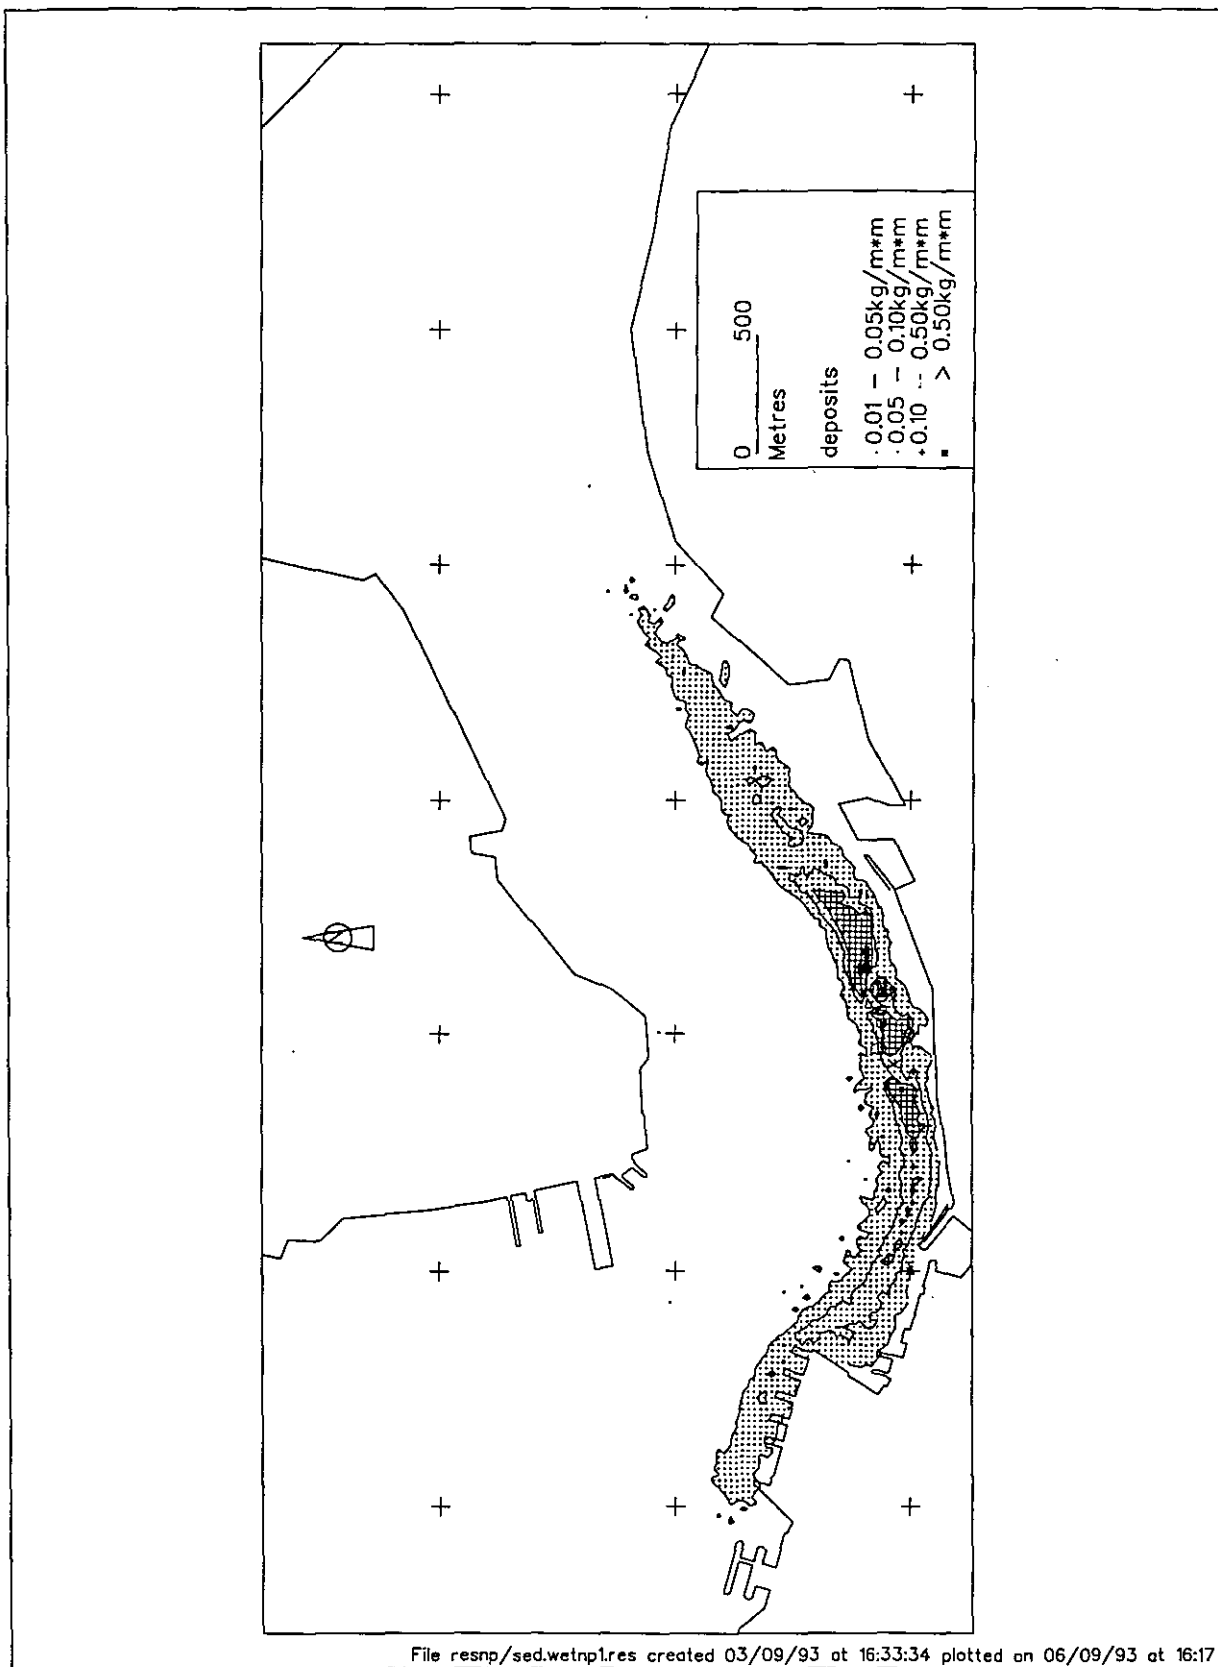 0 500
Metres
deposits
· 0.01 — 0.05kg/m*m
· 0.05 — 0.10kg/m*m
+ 0.10 -- 0.50kg/m*m
▪ > 0.50kg/m*m
N
File resnp/sed.wetnp1.res created 03/09/93 at 16:33:34 plotted on 06/09/93 at 16:17